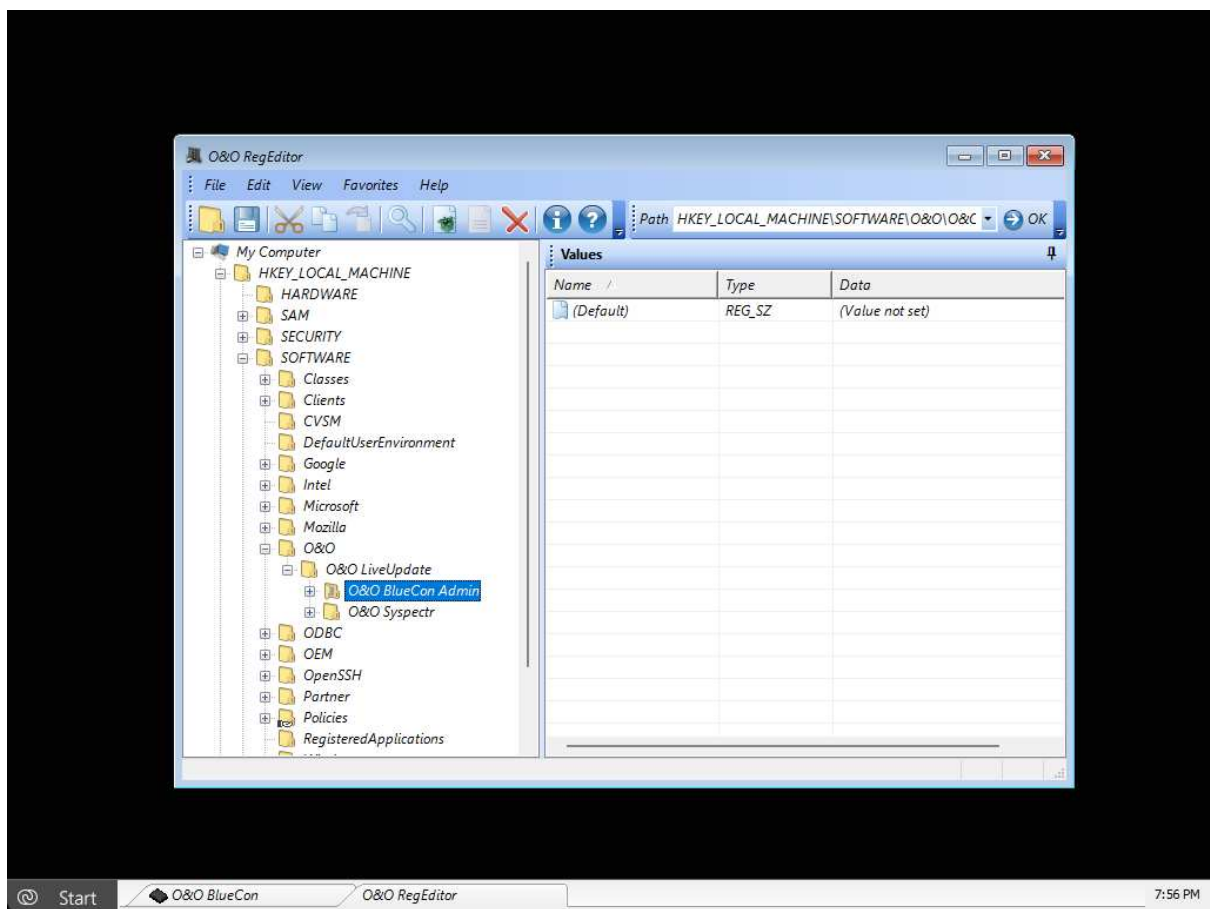 O&O RegEditor
File Edit View Favorites Help
Path HKEY_LOCAL_MACHINE\SOFTWARE\O&O\O&C OK
My Computer
HKEY_LOCAL_MACHINE
HARDWARE
SAM
SECURITY
SOFTWARE
Classes
Clients
CVSM
DefaultUserEnvironment
Google
Intel
Microsoft
Mozilla
O&O
O&O LiveUpdate
O&O BlueCon Admin
O&O Syspectr
ODBC
OEM
OpenSSH
Partner
Policies
RegisteredApplications
Values
Name Type Data
(Default) REG_SZ (Value not set)
Start O&O BlueCon O&O RegEditor 7:56 PM